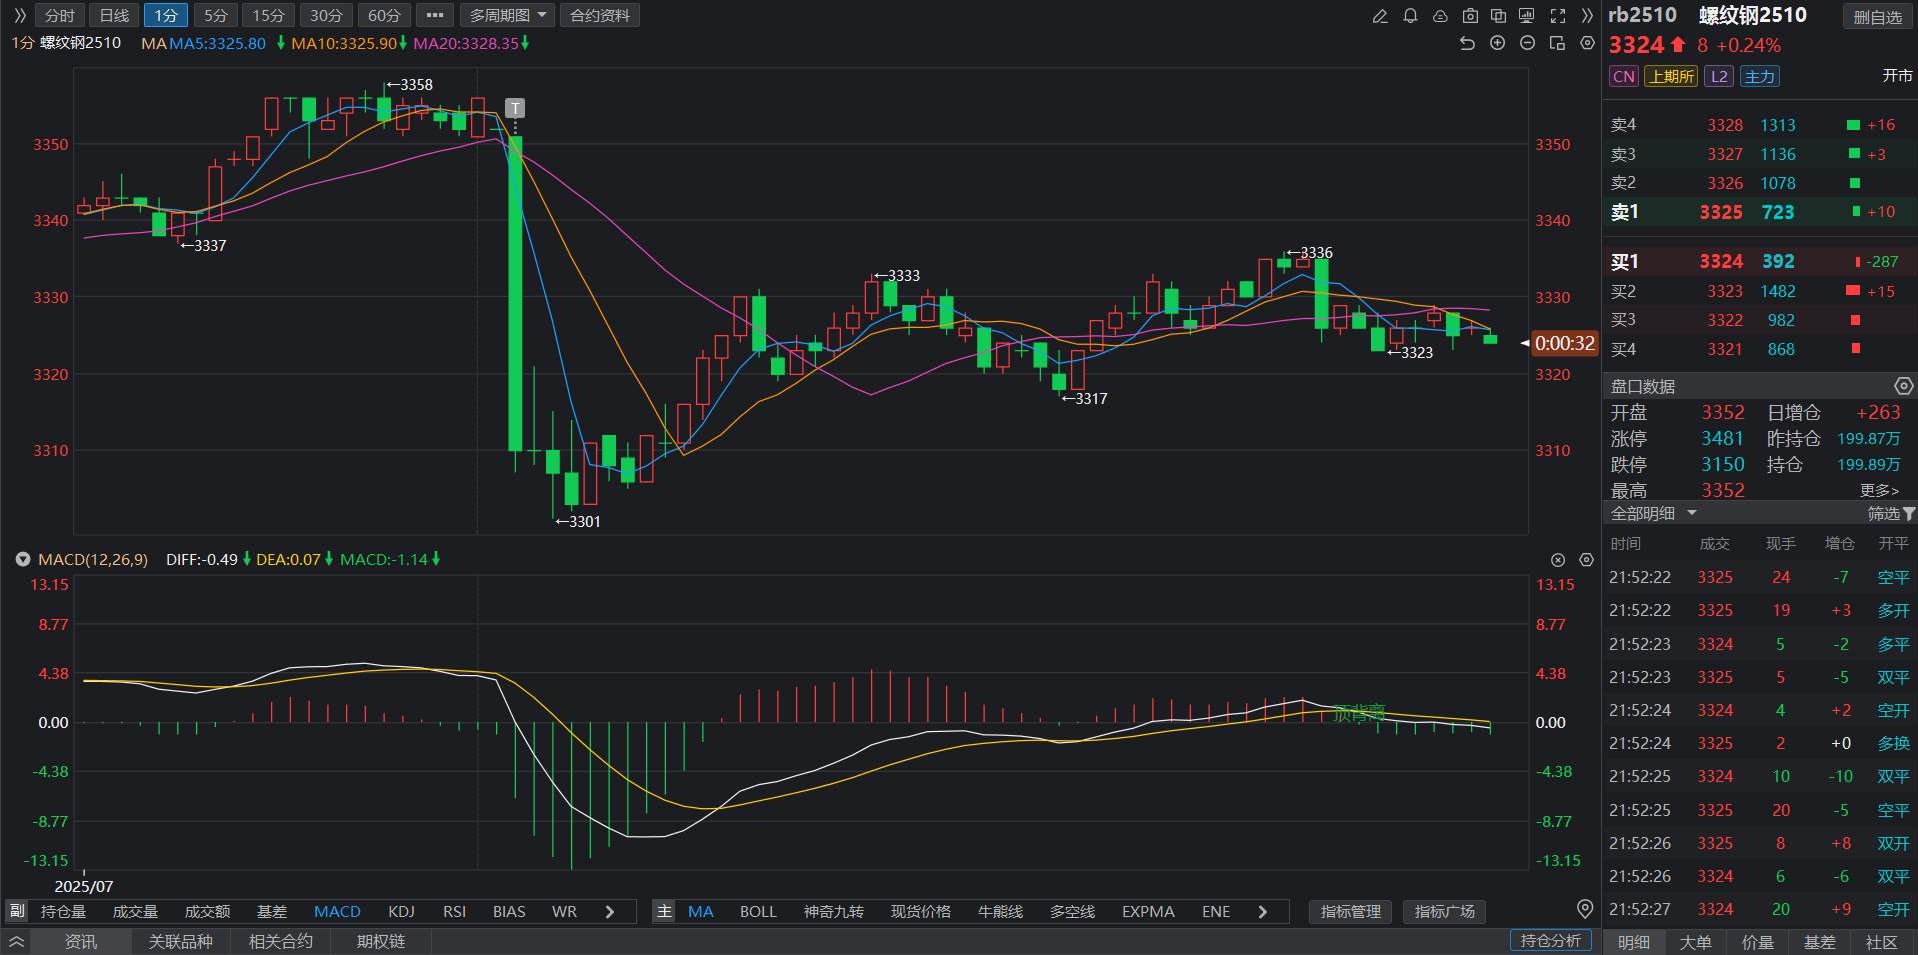 分时 日线 1分 5分 15分 30分 60分 ••• 多周期图 合约资料
1分 螺纹钢2510 MA MA5:3325.80 MA10:3325.90 MA20:3328.35
3350 3350
3340 3340
3330 3330
3320 3320
3310 3310
←3358
T
←3337
←3333
←3336
←3323
←3317
←3301
0:00:32
MACD(12,26,9) DIFF:-0.49 DEA:0.07 MACD:-1.14
13.15 13.15
8.77 8.77
4.38 4.38
0.00 0.00
-4.38 -4.38
-8.77 -8.77
-13.15 -13.15
顶背离
2025/07
副 持仓量 成交量 成交额 基差 MACD KDJ RSI BIAS WR
主 MA BOLL 神奇九转 现货价格 牛熊线 多空线 EXPMA ENE
指标管理 指标广场
资讯 关联品种 相关合约 期权链 持仓分析
rb2510 螺纹钢2510 删自选
3324 8 +0.24%
CN 上期所 L2 主力 开市
卖4 3328 1313 +16
卖3 3327 1136 +3
卖2 3326 1078
卖1 3325 723 +10
买1 3324 392 -287
买2 3323 1482 +15
买3 3322 982
买4 3321 868
盘口数据
开盘 3352 日增仓 +263
涨停 3481 昨持仓 199.87万
跌停 3150 持仓 199.89万
最高 3352 更多>
全部明细 筛选
时间 成交 现手 增仓 开平
21:52:22 3325 24 -7 空平
21:52:22 3325 19 +3 多开
21:52:23 3324 5 -2 多平
21:52:23 3325 5 -5 双平
21:52:24 3324 4 +2 空开
21:52:24 3325 2 +0 多换
21:52:25 3324 10 -10 双平
21:52:25 3325 20 -5 空平
21:52:26 3325 8 +8 双开
21:52:26 3324 6 -6 双平
21:52:27 3324 20 +9 空开
明细 大单 价量 基差 社区